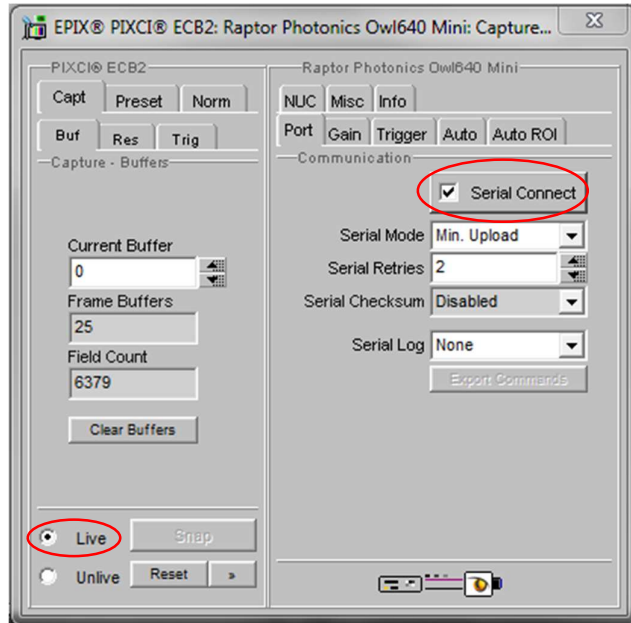 EPIX® PIXCI® ECB2: Raptor Photonics Owl640 Mini: Capture...
PIXCI® ECB2
Capt Preset Norm
Buf Res Trig
Capture - Buffers
Current Buffer
0
Frame Buffers
25
Field Count
6379
Clear Buffers
Live Snap
Unlive Reset »
Raptor Photonics Owl640 Mini
NUC Misc Info
Port Gain Trigger Auto Auto ROI
Communication
Serial Connect
Serial Mode Min. Upload
Serial Retries 2
Serial Checksum Disabled
Serial Log None
Export Commands